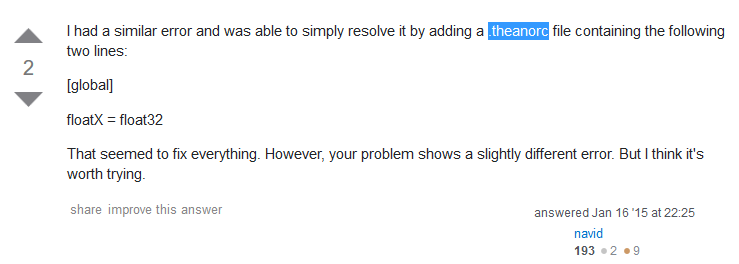 I had a similar error and was able to simply resolve it by adding a .theanorc file containing the following
two lines:
[global]
floatX = float32
That seemed to fix everything. However, your problem shows a slightly different error. But I think it's
worth trying.
2
share improve this answer
answered Jan 16 '15 at 22:25
navid
193 ●2 ●9